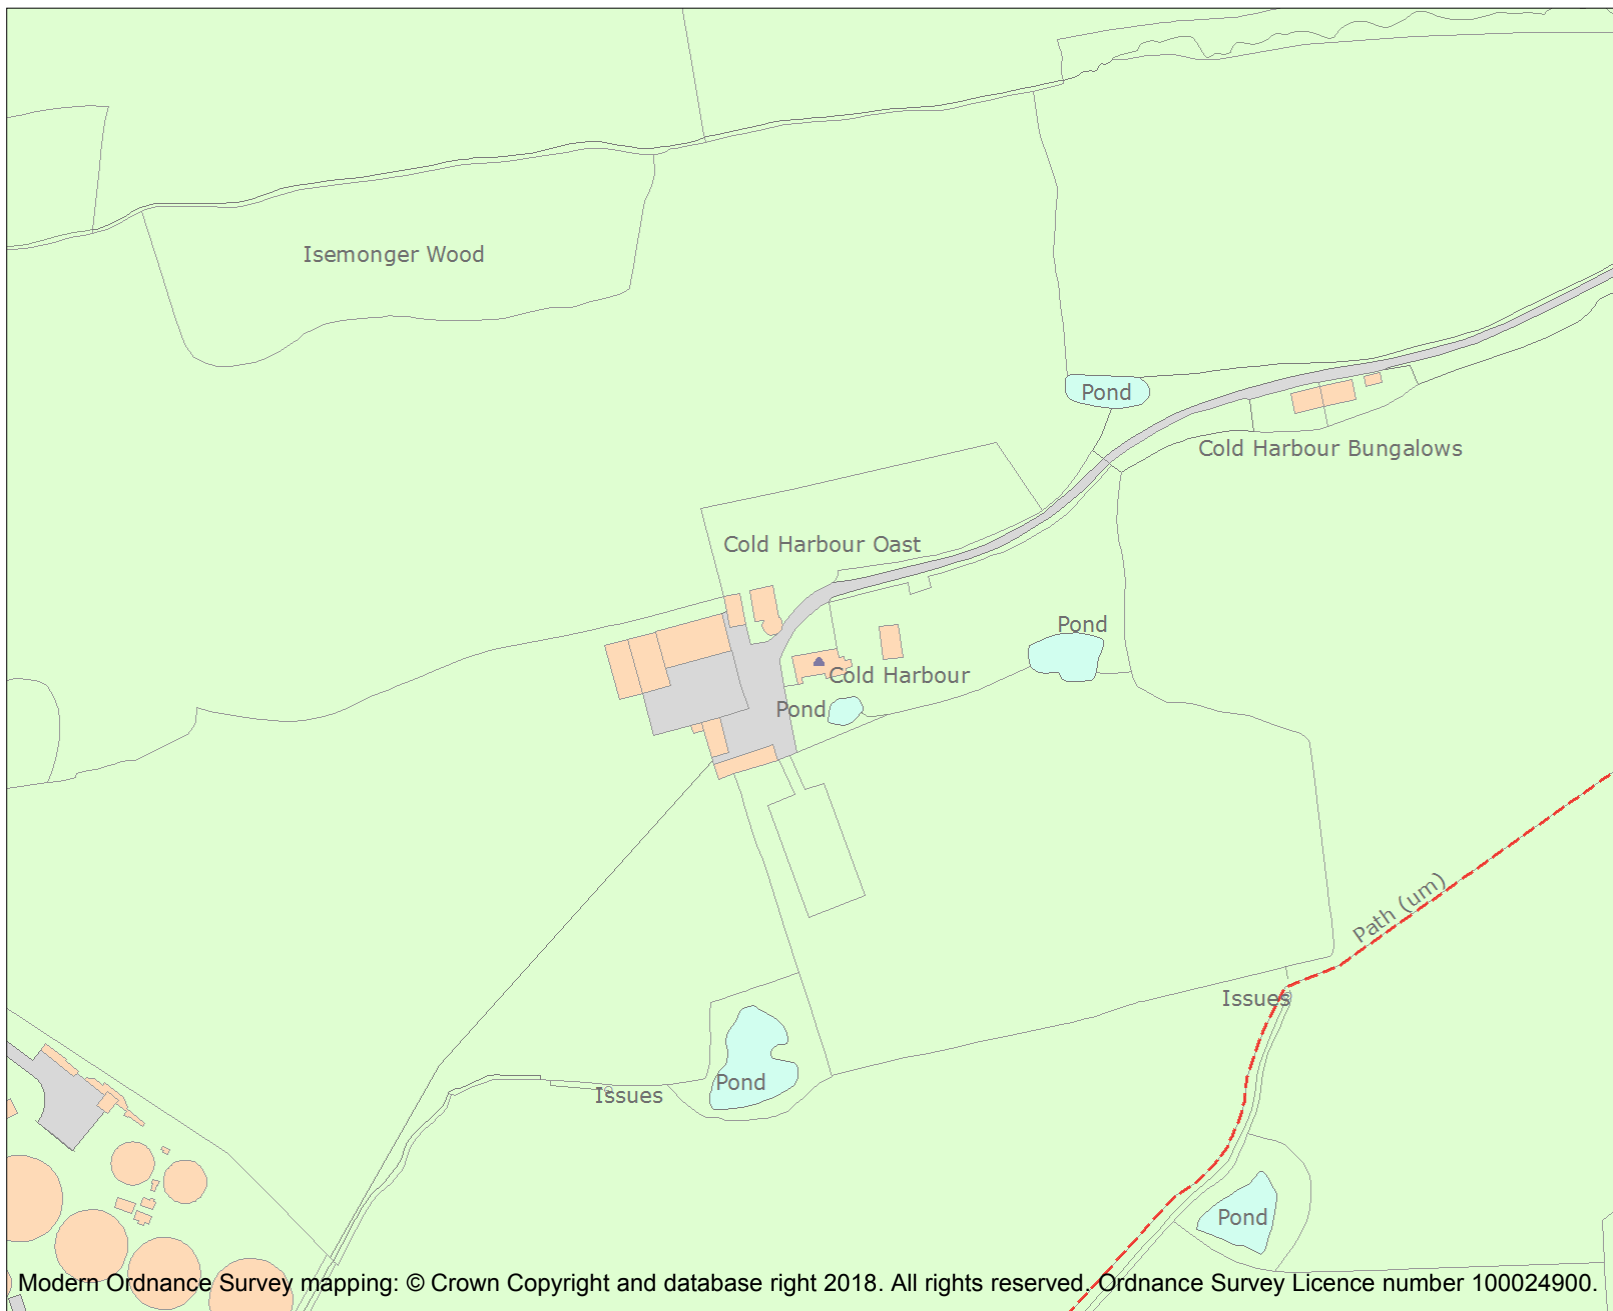 Isemonger Wood
Pond
Cold Harbour Bungalows
Cold Harbour Oast
Pond
Cold Harbour
Pond
Path (um)
Issues
Pond
Issues
Pond
Modern Ordnance Survey mapping: © Crown Copyright and database right 2018. All rights reserved. Ordnance Survey Licence number 100024900.